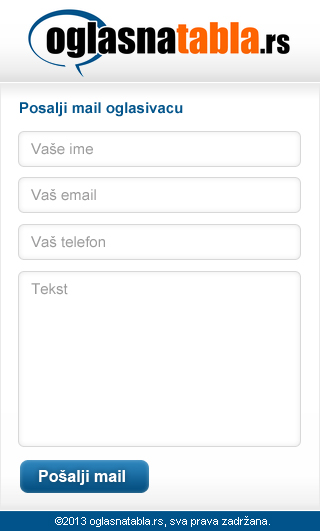 oglasnatabla.rs
Posalji mail oglasivacu
Vaše ime
Vaš email
Vaš telefon
Tekst
Pošalji mail
©2013 oglasnatabla.rs, sva prava zadržana.